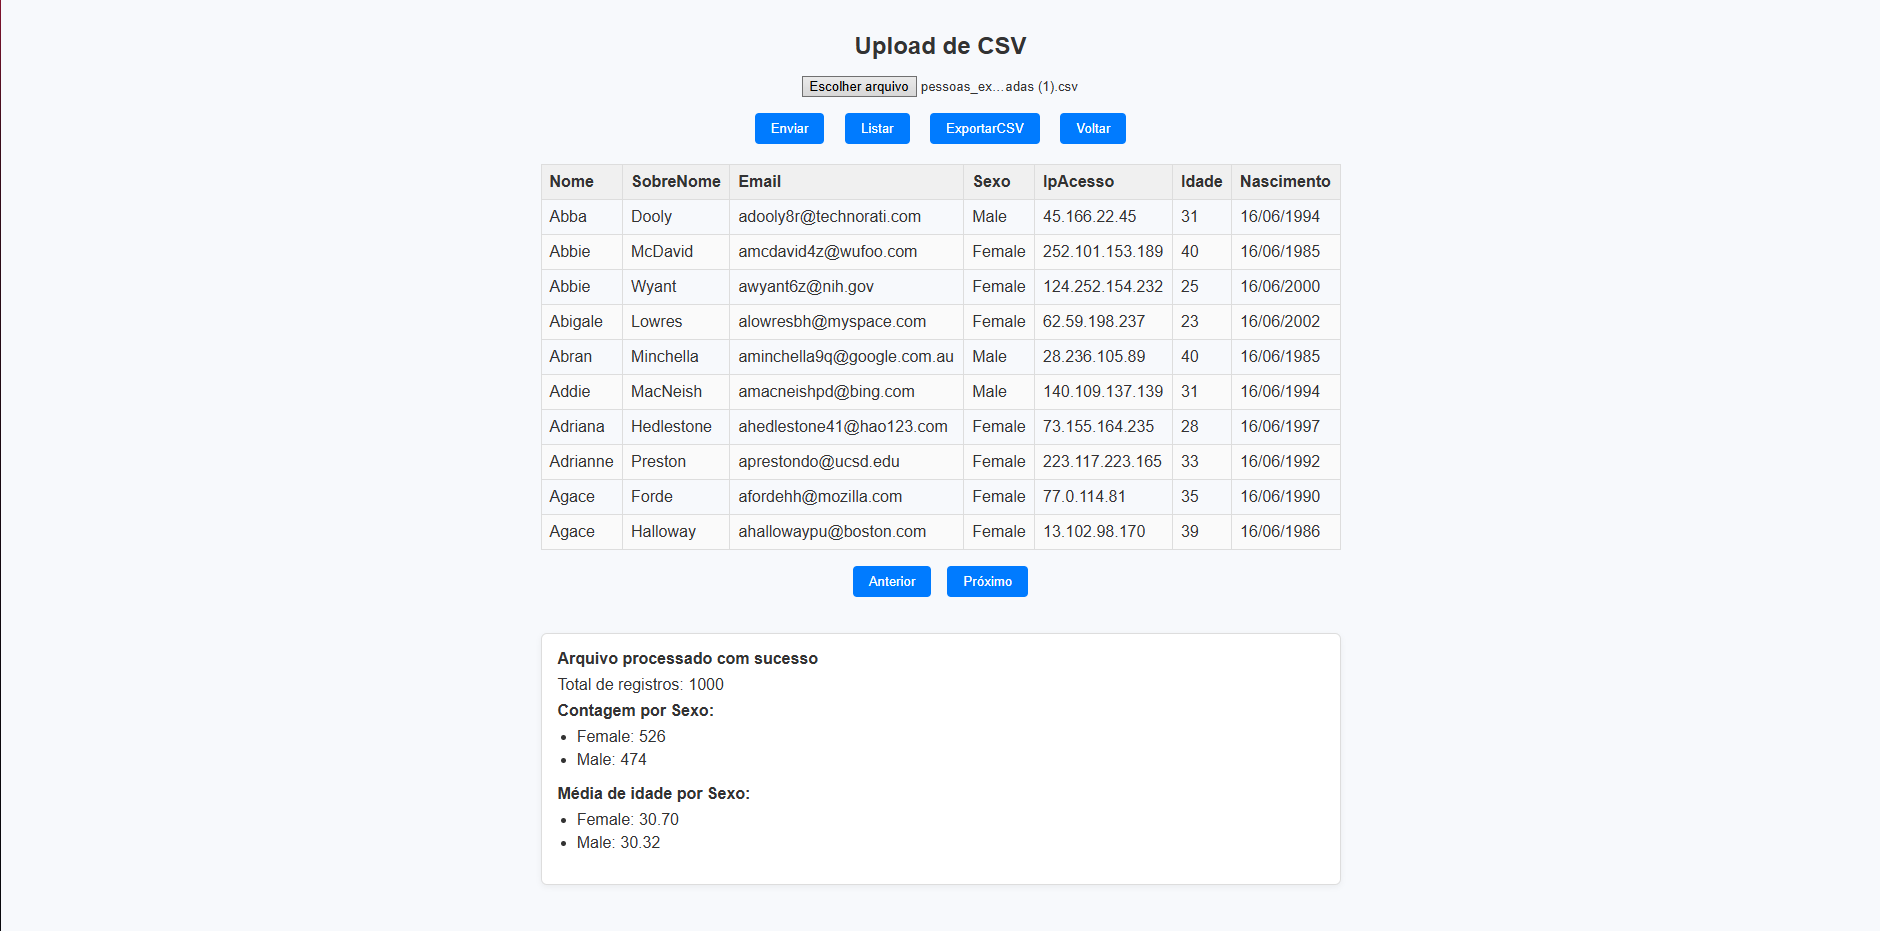 Upload de CSV
Escolher arquivo pessoas_ex...adas (1).csv
Enviar Listar ExportarCSV Voltar
Nome SobreNome Email Sexo IpAcesso Idade Nascimento
Abba Dooly adooly8r@technorati.com Male 45.166.22.45 31 16/06/1994
Abbie McDavid amcdavid4z@wufoo.com Female 252.101.153.189 40 16/06/1985
Abbie Wyant awyant6z@nih.gov Female 124.252.154.232 25 16/06/2000
Abigale Lowres alowresbh@myspace.com Female 62.59.198.237 23 16/06/2002
Abran Minchella aminchella9q@google.com.au Male 28.236.105.89 40 16/06/1985
Addie MacNeish amacneishpd@bing.com Male 140.109.137.139 31 16/06/1994
Adriana Hedlestone ahedlestone41@hao123.com Female 73.155.164.235 28 16/06/1997
Adrianne Preston aprestondo@ucsd.edu Female 223.117.223.165 33 16/06/1992
Agace Forde afordehh@mozilla.com Female 77.0.114.81 35 16/06/1990
Agace Halloway ahallowaypu@boston.com Female 13.102.98.170 39 16/06/1986
Anterior Próximo
Arquivo processado com sucesso
Total de registros: 1000
Contagem por Sexo:
• Female: 526
• Male: 474
Média de idade por Sexo:
• Female: 30.70
• Male: 30.32